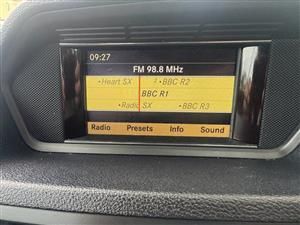 09:27
FM 98.8 MHz
•Heart SX •BBC R2
BBC R1
•Radio SX •BBC R3
Radio Presets Info Sound